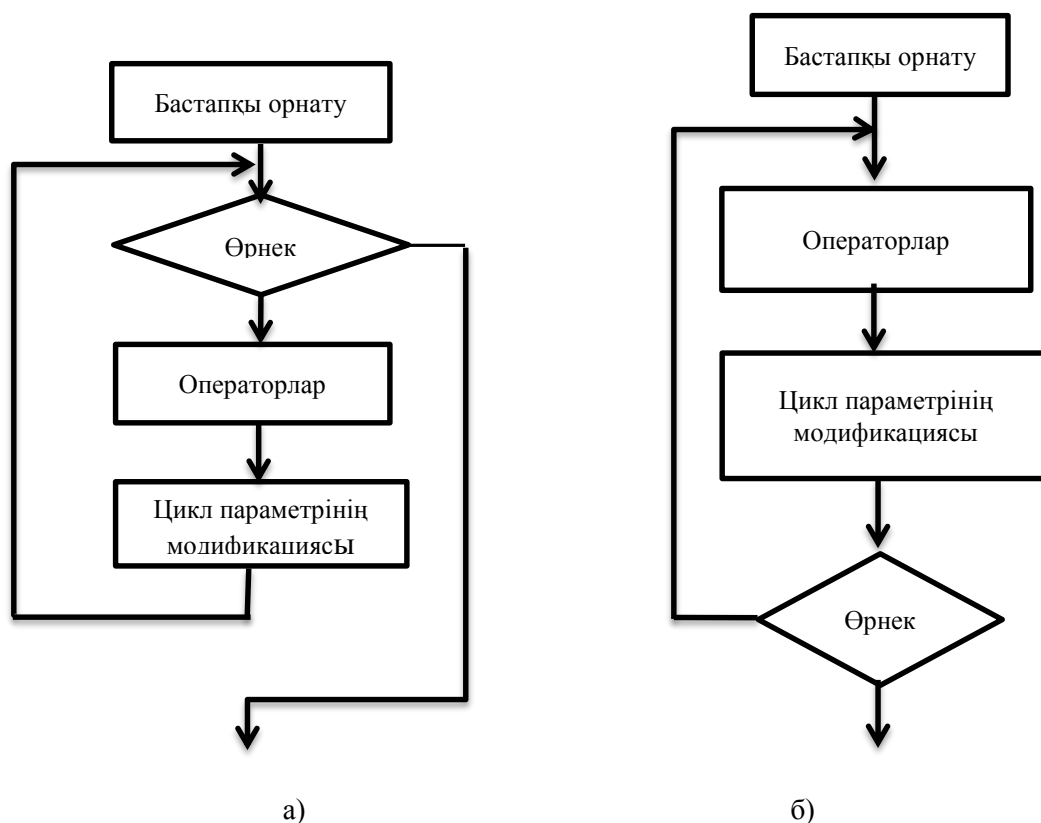 Бастапқы орнату
Өрнек
Операторлар
Цикл параметрінің
модификациясы
а)
Бастапқы орнату
Операторлар
Цикл параметрінің
модификациясы
Өрнек
б)